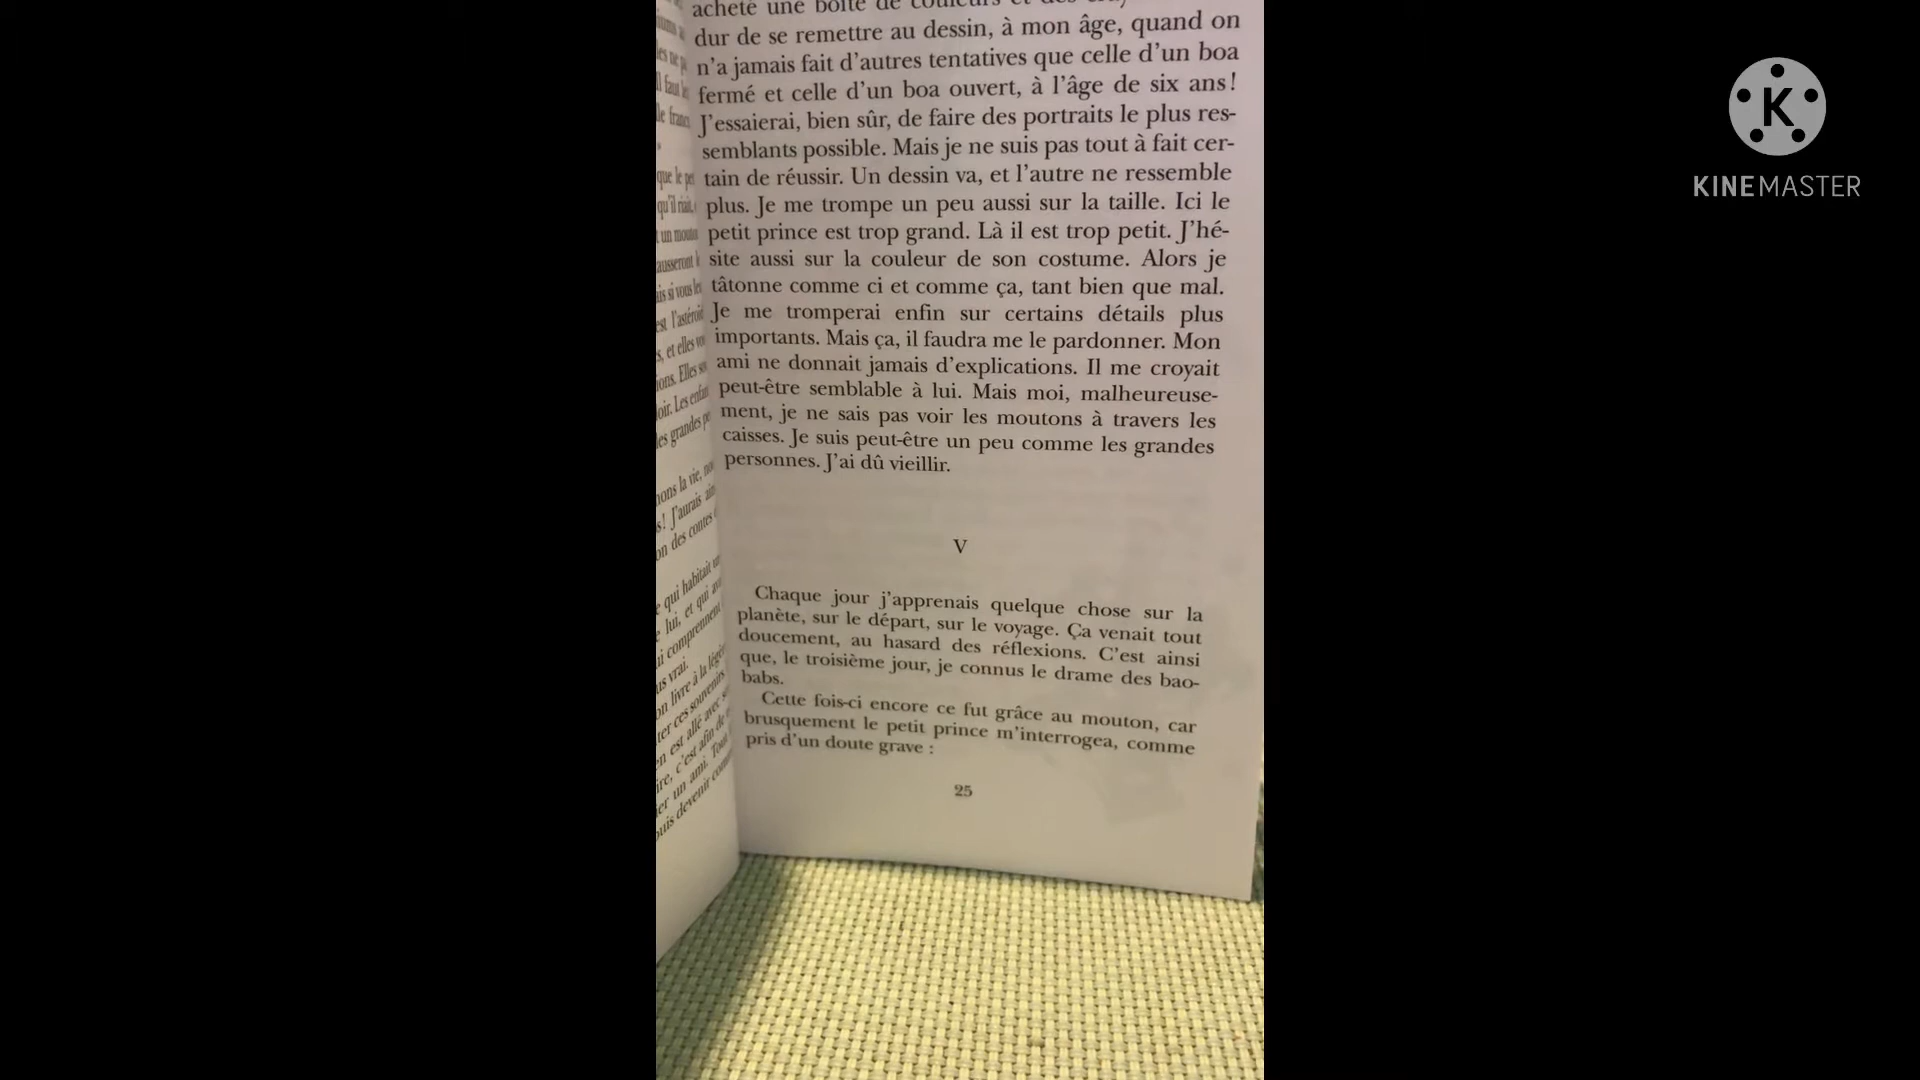 acheté une boîte de couleurs et des
dur de se remettre au dessin, à mon âge, quand on
n'a jamais fait d'autres tentatives que celle d'un boa
fermé et celle d'un boa ouvert, à l'âge de six ans!
J'essaierai, bien sûr, de faire des portraits le plus res-
semblants possible. Mais je ne suis pas tout à fait cer-
tain de réussir. Un dessin va, et l'autre ne ressemble
plus. Je me trompe un peu aussi sur la taille. Ici le
petit prince est trop grand. Là il est trop petit. J'hé-
site aussi sur la couleur de son costume. Alors je
tâtonne comme ci et comme ça, tant bien que mal.
Je me tromperai enfin sur certains détails plus
importants. Mais ça, il faudra me le pardonner. Mon
ami ne donnait jamais d'explications. Il me croyait
peut-être semblable à lui. Mais moi, malheureuse-
ment, je ne sais pas voir les moutons à travers les
caisses. Je suis peut-être un peu comme les grandes
personnes. J'ai dû vieillir.
V
Chaque jour j'apprenais quelque chose sur la
planète, sur le départ, sur le voyage. Ça venait tout
doucement, au hasard des réflexions. C'est ainsi
que, le troisième jour, je connus le drame des bao-
babs.
Cette fois-ci encore ce fut grâce au mouton, car
brusquement le petit prince m'interrogea, comme
pris d'un doute grave :
25
K
KINEMASTER